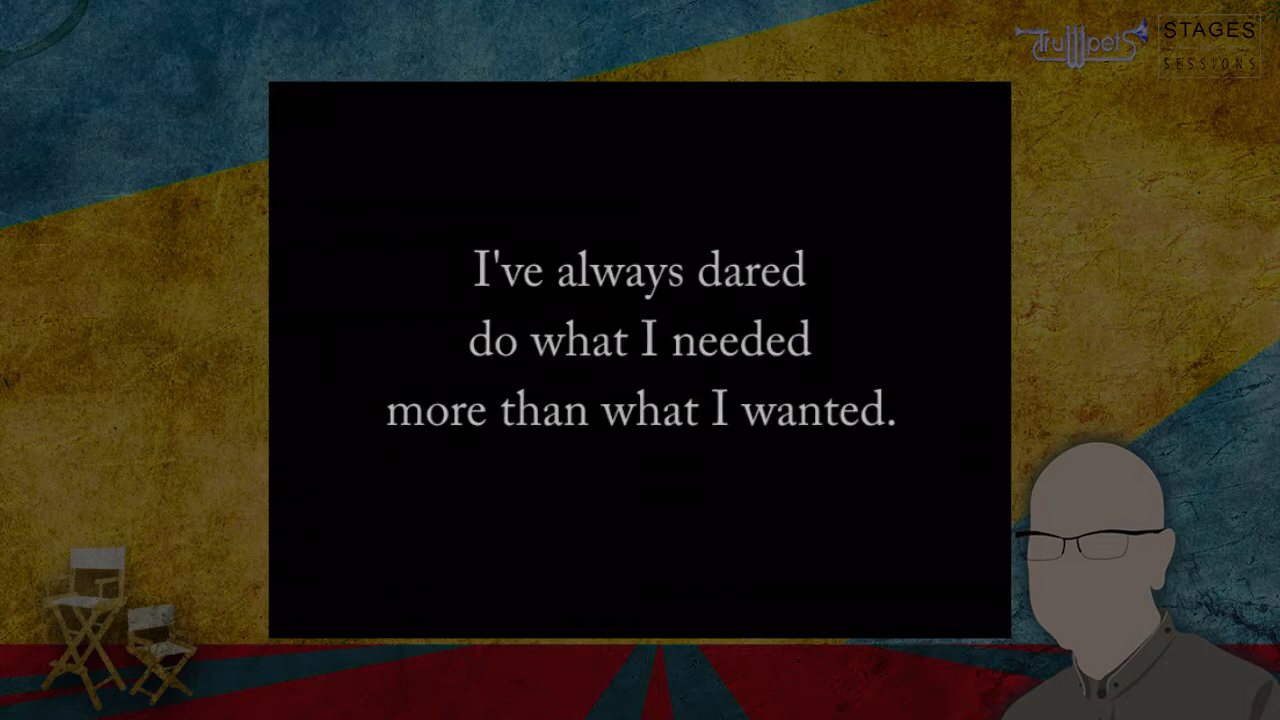 Trumpets
STAGES
SESSIONS
I've always dared
do what I needed
more than what I wanted.